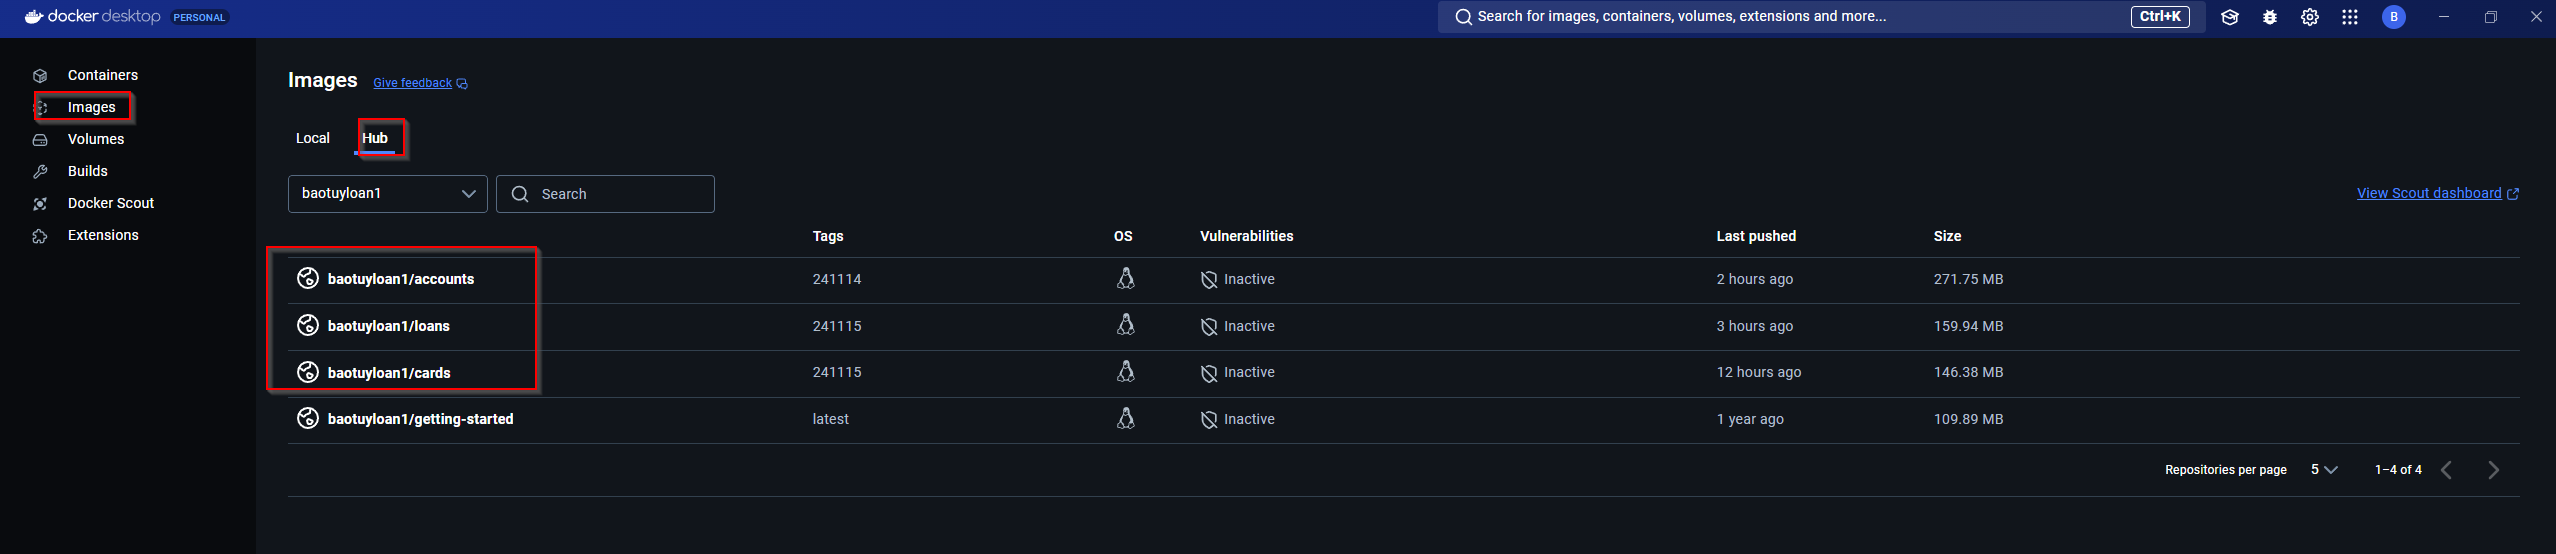 docker desktop PERSONAL
Search for images, containers, volumes, extensions and more... Ctrl+K B
Containers
Images
Volumes
Builds
Docker Scout
Extensions
Images Give feedback
Local Hub
baotuyloan1 Search View Scout dashboard
Tags OS Vulnerabilities Last pushed Size
baotuyloan1/accounts 241114 Inactive 2 hours ago 271.75 MB
baotuyloan1/loans 241115 Inactive 3 hours ago 159.94 MB
baotuyloan1/cards 241115 Inactive 12 hours ago 146.38 MB
baotuyloan1/getting-started latest Inactive 1 year ago 109.89 MB
Repositories per page 5 1–4 of 4